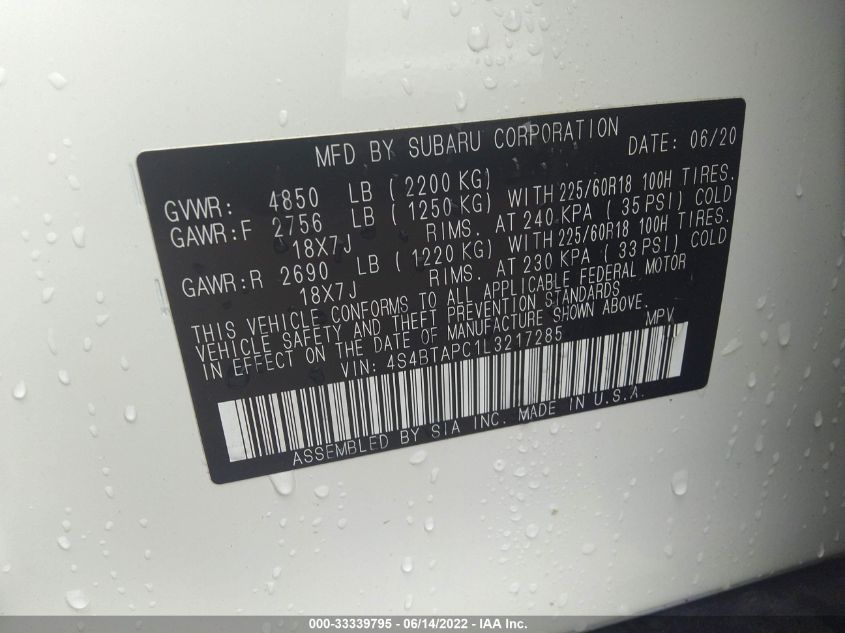 MFD BY SUBARU CORPORATION DATE: 06/20
GVWR: 4850 LB ( 2200 KG)
GAWR:F 2756 LB ( 1250 KG) WITH 225/60R18 100H TIRES.
18X7J RIMS. AT 240 KPA ( 35 PSI) COLD
GAWR:R 2690 LB ( 1220 KG) WITH 225/60R18 100H TIRES.
18X7J RIMS. AT 230 KPA ( 33 PSI) COLD
THIS VEHICLE CONFORMS TO ALL APPLICABLE FEDERAL MOTOR
VEHICLE SAFETY AND THEFT PREVENTION STANDARDS
IN EFFECT ON THE DATE OF MANUFACTURE SHOWN ABOVE.
VIN: 4S4BTAPC1L3217285 MPV
ASSEMBLED BY SIA INC. MADE IN U.S.A.
000-33339795 - 06/14/2022 - IAA Inc.